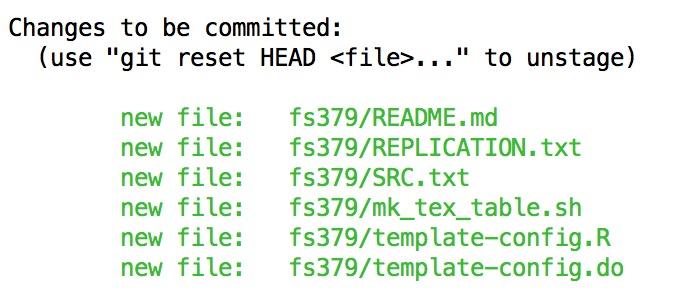 Changes to be committed:
  (use "git reset HEAD <file>..." to unstage)

        new file:   fs379/README.md
        new file:   fs379/REPLICATION.txt
        new file:   fs379/SRC.txt
        new file:   fs379/mk_tex_table.sh
        new file:   fs379/template-config.R
        new file:   fs379/template-config.do